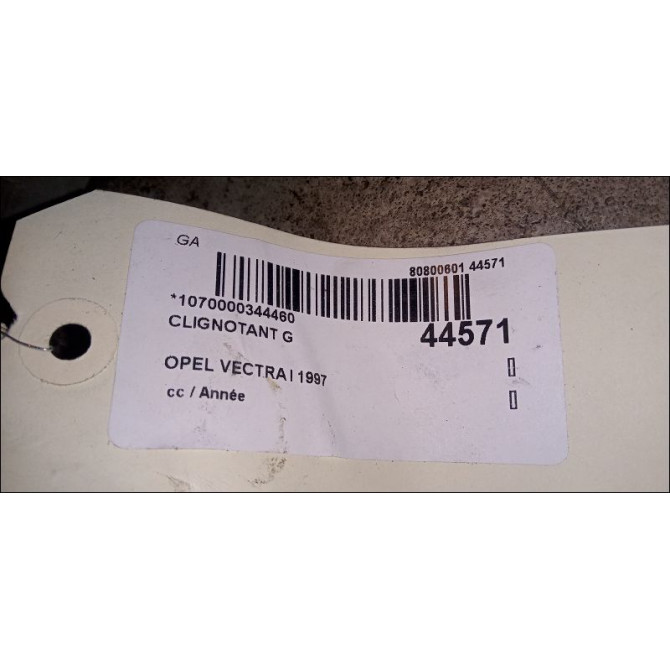 GA
80800601 44571
*1070000344460
CLIGNOTANT G
44571
OPEL VECTRA I 1997
cc / Année